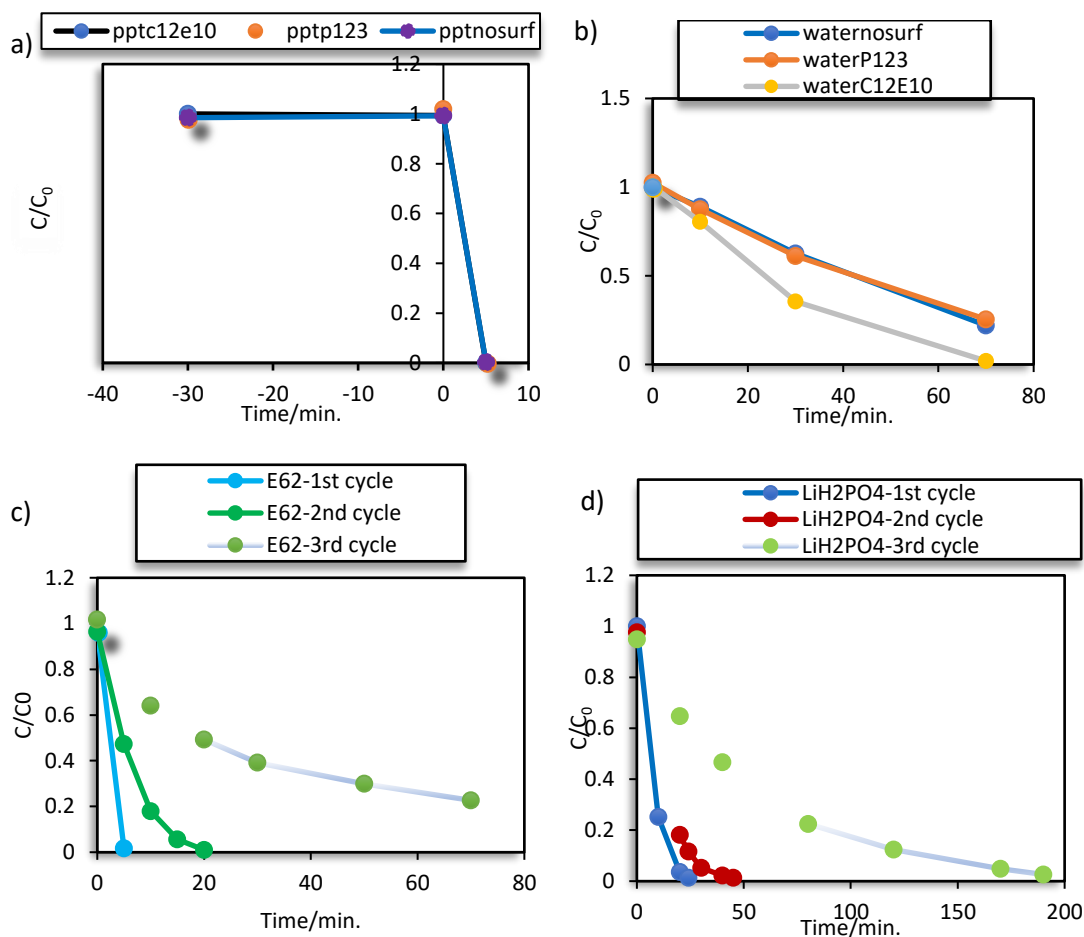 a)
pptc12e10 pptp123 pptnosurf
1.2
1
0.8
0.6
0.4
0.2
0
C/C₀
-40 -30 -20 -10 0 10
Time/min.
b)
waternosurf
waterP123
waterC12E10
1.5
1
0.5
0
C/C₀
0 20 40 60 80
Time/min.
c)
E62-1st cycle
E62-2nd cycle
E62-3rd cycle
1.2
1
0.8
0.6
0.4
0.2
0
C/C0
0 20 40 60 80
Time/min.
d)
LiH2PO4-1st cycle
LiH2PO4-2nd cycle
LiH2PO4-3rd cycle
1.2
1
0.8
0.6
0.4
0.2
0
C/C₀
0 50 100 150 200
Time/min.